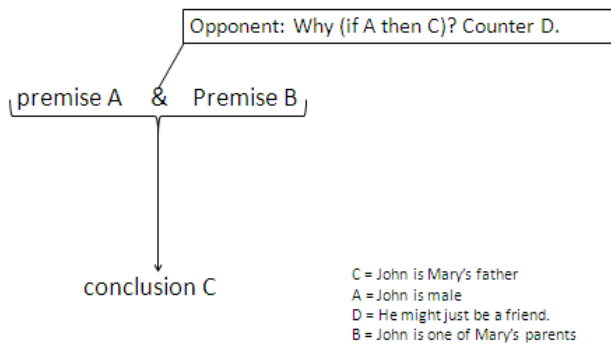 Opponent: Why (if A then C)? Counter D.
premise A & Premise B
conclusion C
C = John is Mary's father
A = John is male
D = He might just be a friend.
B = John is one of Mary's parents